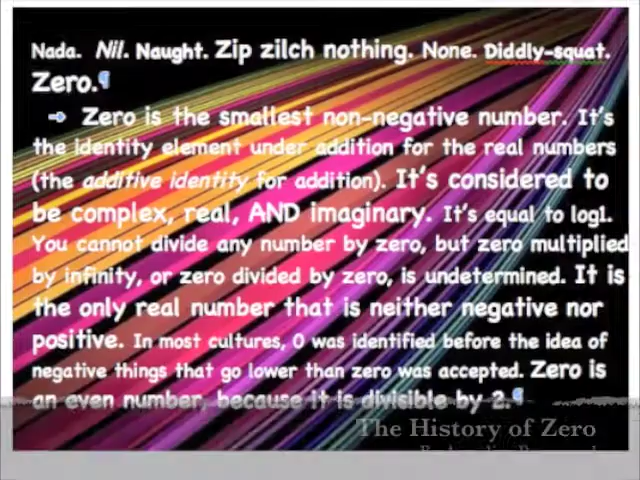 Nada. Nil. Naught. Zip zilch nothing. None. Diddly-squat.
Zero.¶
Zero is the smallest non-negative number. It's
the identity element under addition for the real numbers
(the additive identity for addition). It's considered to
be complex, real, AND imaginary. It's equal to log1.
You cannot divide any number by zero, but zero multiplied
by infinity, or zero divided by zero, is undetermined. It is
the only real number that is neither negative nor
positive. In most cultures, 0 was identified before the idea of
negative things that go lower than zero was accepted. Zero is
an even number, because it is divisible by 2.¶
The History of Zero